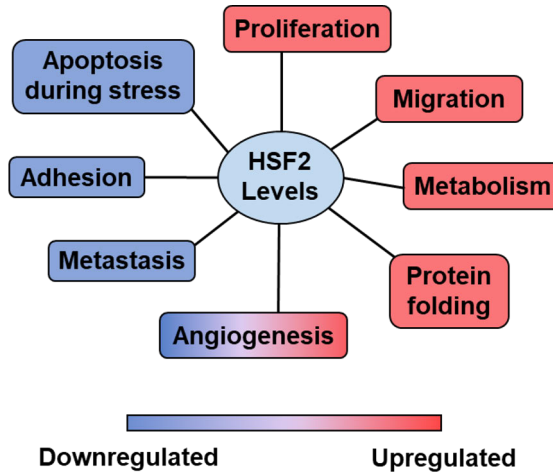 Proliferation
Apoptosis
during stress
Migration
HSF2
Levels
Adhesion
Metabolism
Metastasis
Protein
folding
Angiogenesis
Downregulated
Upregulated